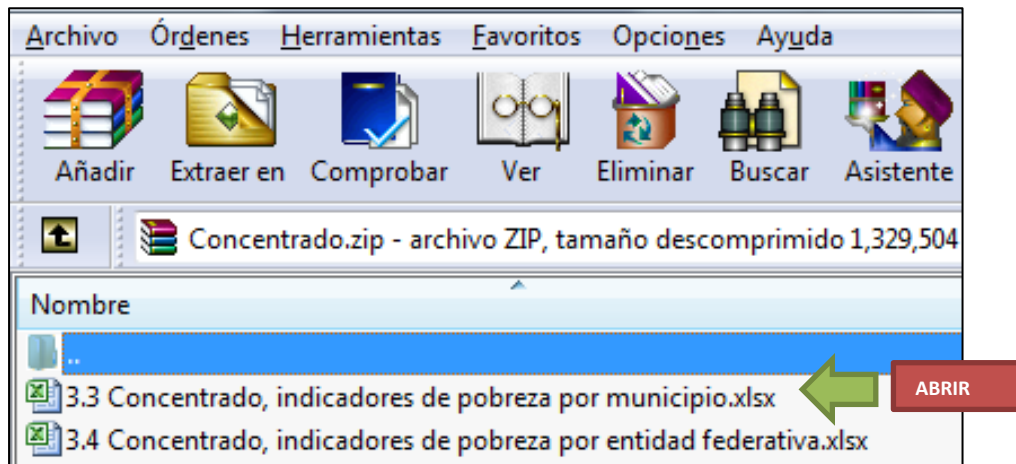 Archivo Órdenes Herramientas Favoritos Opciones Ayuda
Añadir Extraer en Comprobar Ver Eliminar Buscar Asistente
Concentrado.zip - archivo ZIP, tamaño descomprimido 1,329,504
Nombre
..
3.3 Concentrado, indicadores de pobreza por municipio.xlsx
ABRIR
3.4 Concentrado, indicadores de pobreza por entidad federativa.xlsx